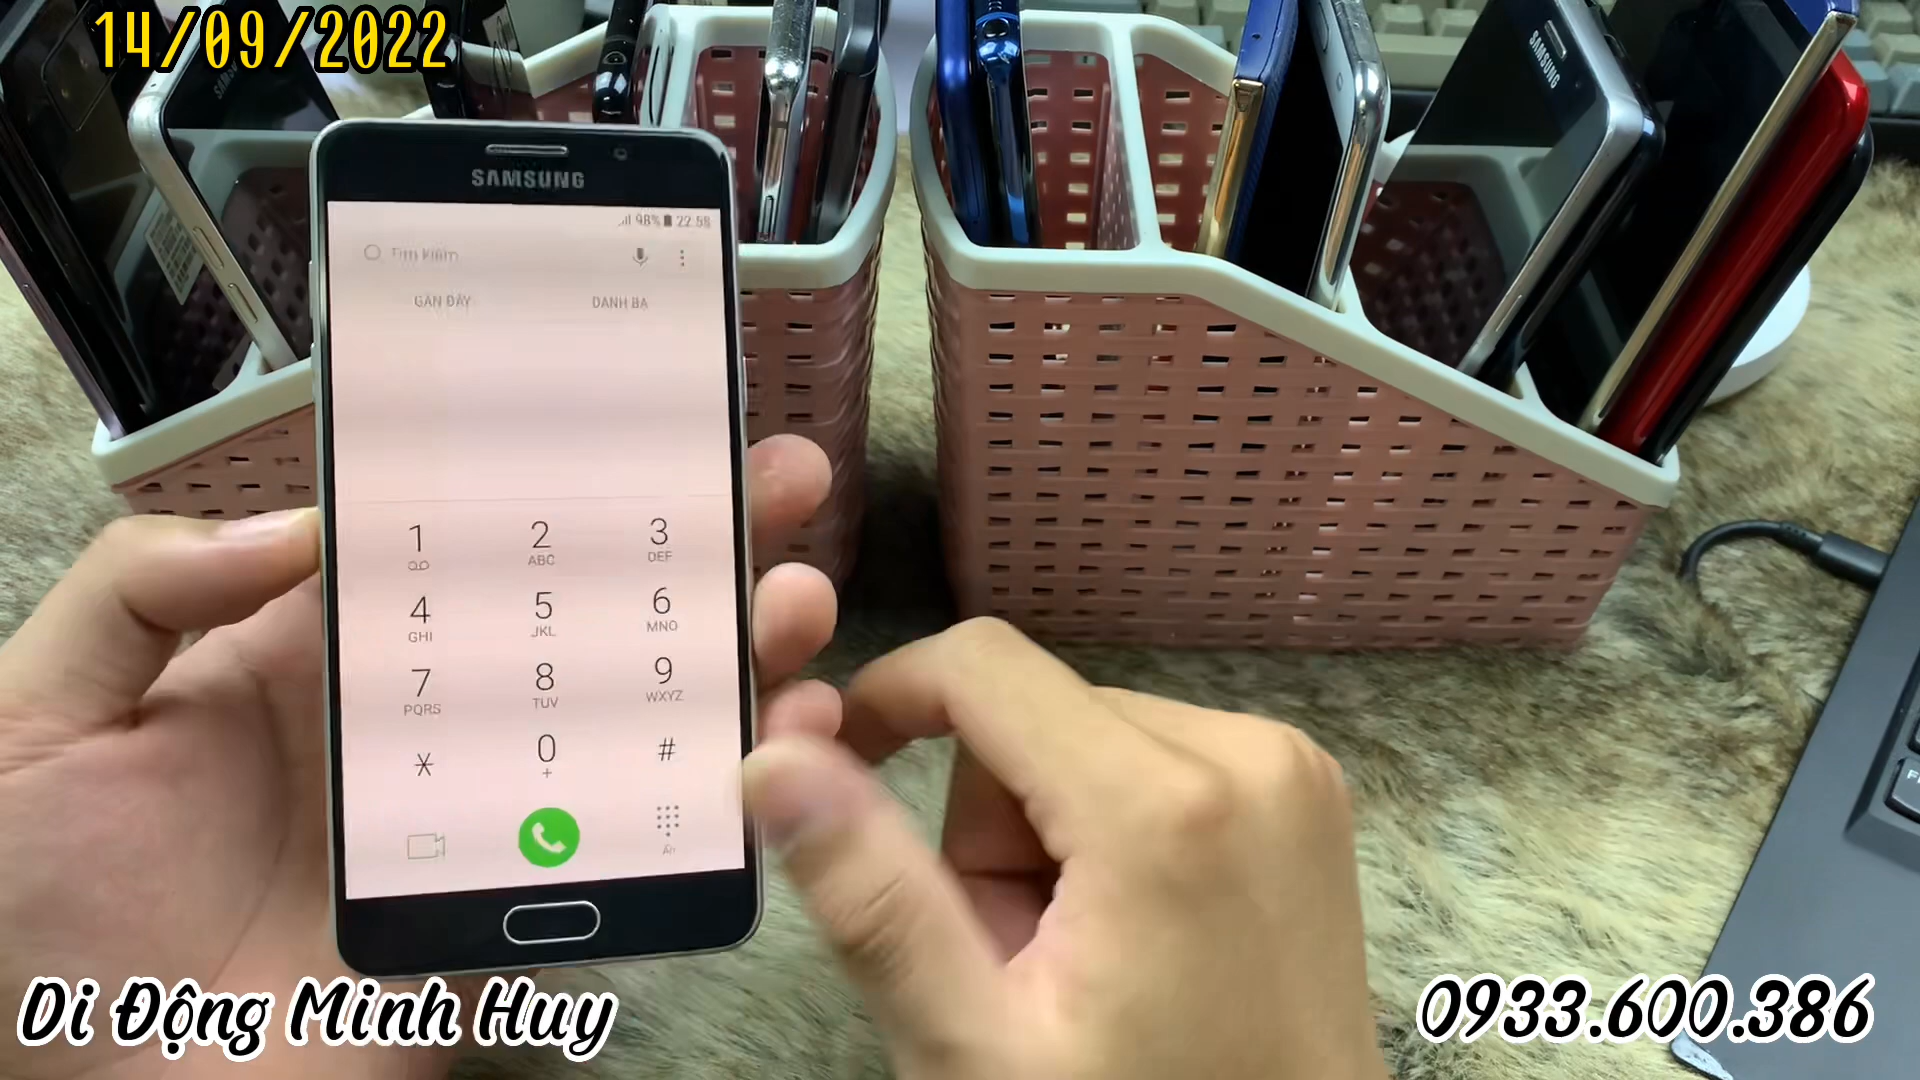 14/09/2022
SAMSUNG
SAMSUNG
98% 22:58
Tìm kiếm
GẦN ĐÂY DANH BẠ
1 2 ABC 3 DEF
4 GHI 5 JKL 6 MNO
7 PQRS 8 TUV 9 WXYZ
* 0 + #
Ẩn
Di Động Minh Huy
0933.600.386